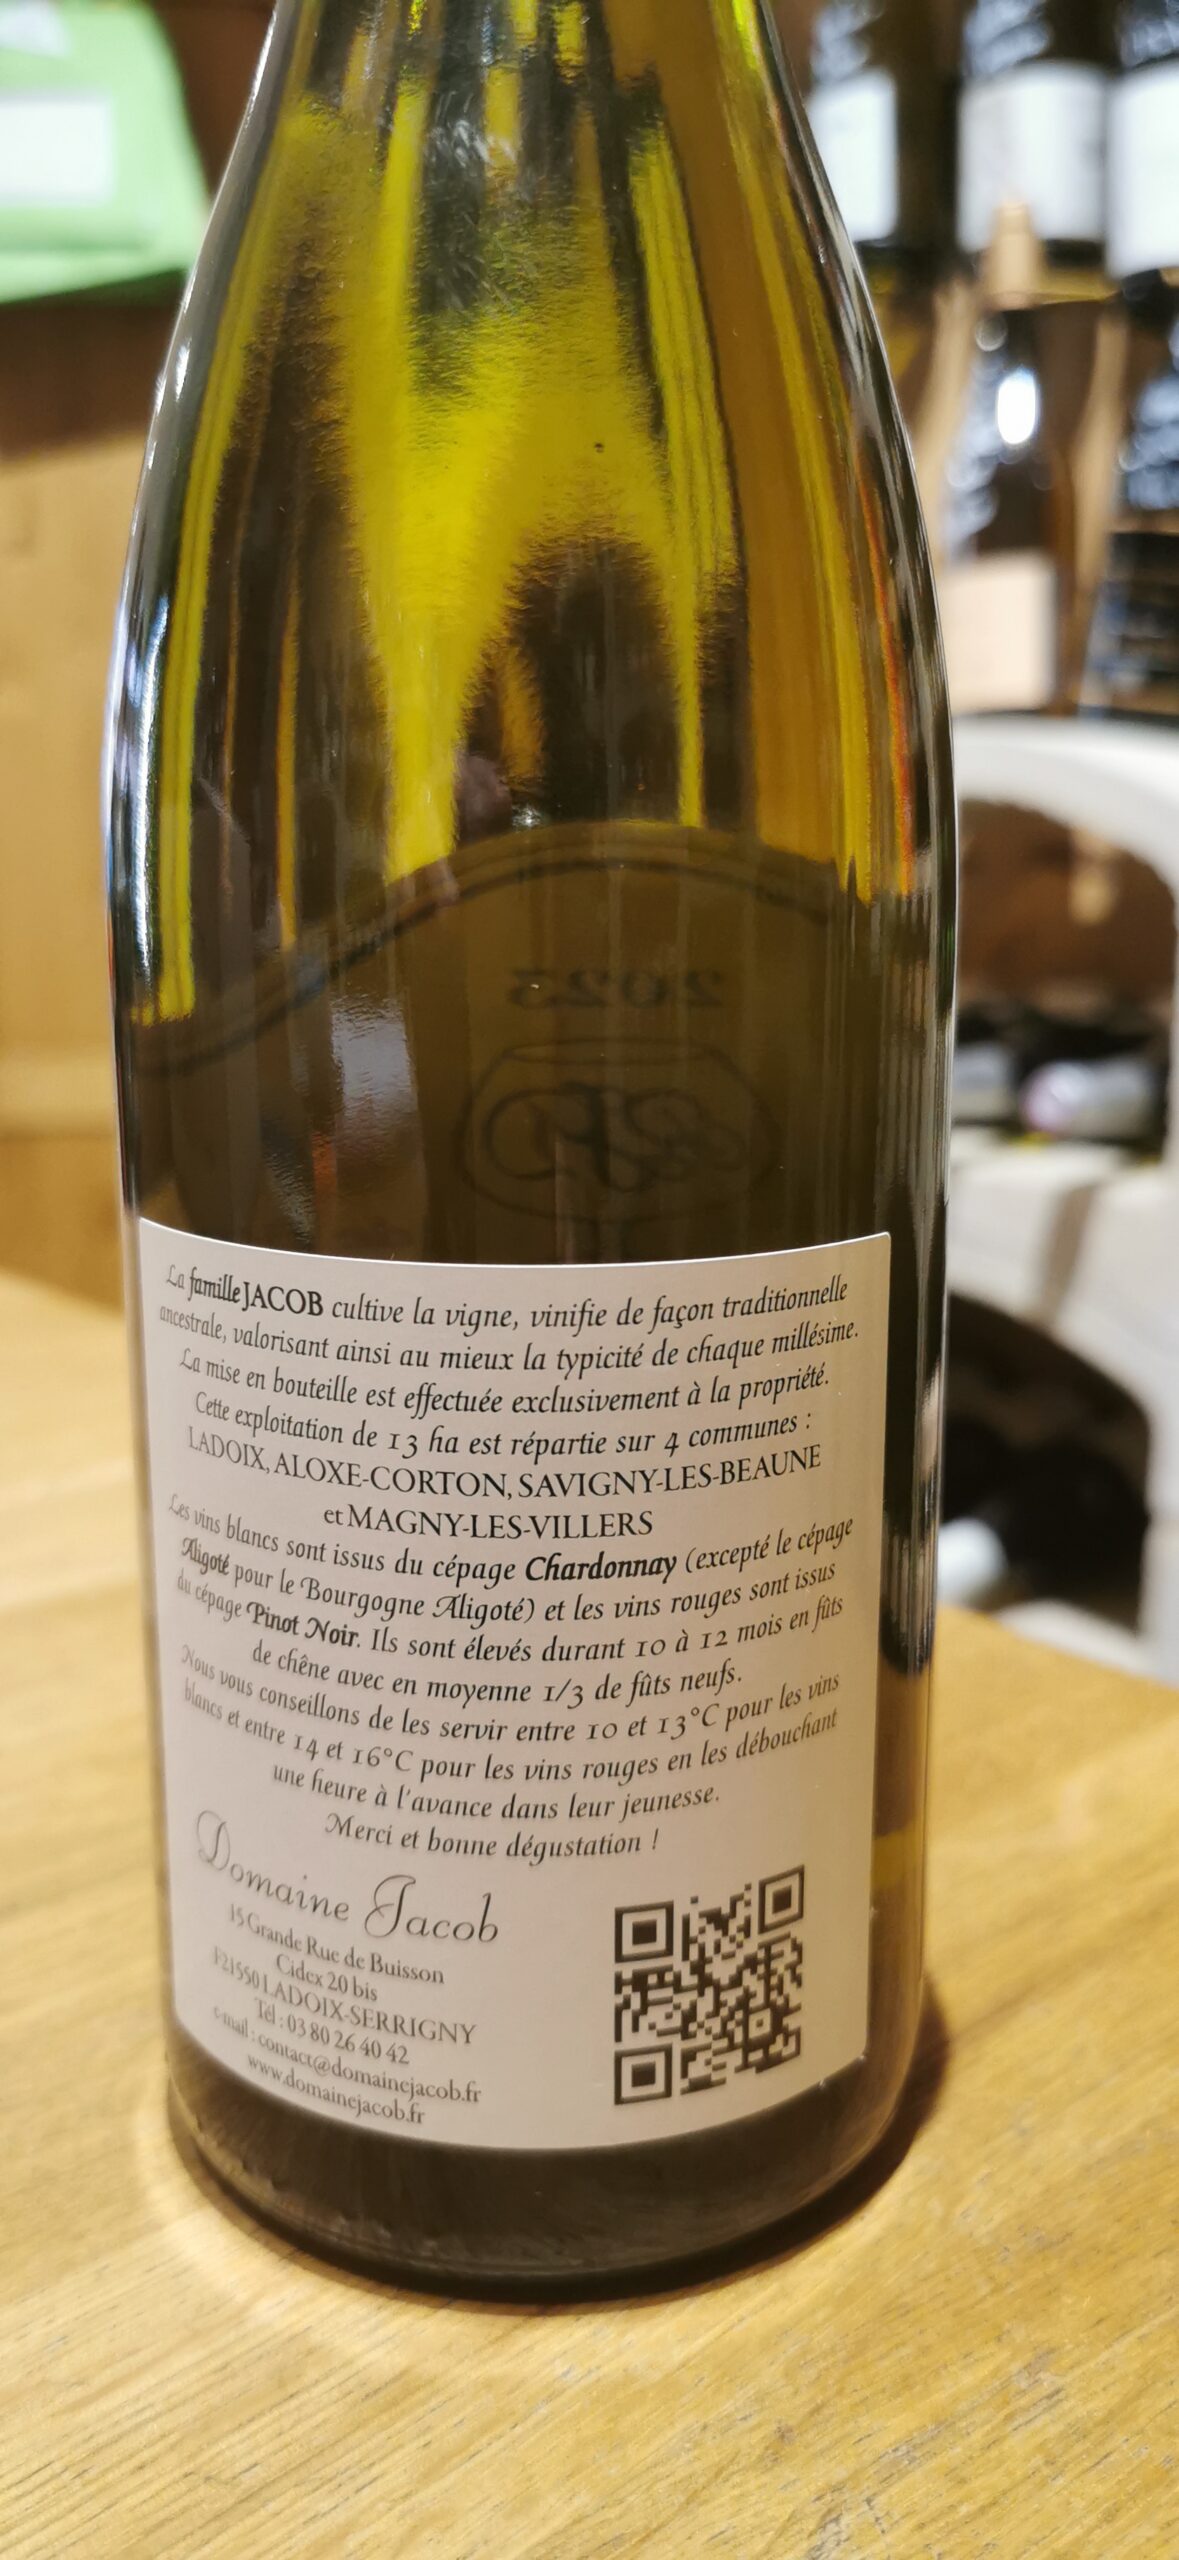 2023
La famille JACOB cultive la vigne, vinifie de façon traditionnelle
ancestrale, valorisant ainsi au mieux la typicité de chaque millésime.
La mise en bouteille est effectuée exclusivement à la propriété.
Cette exploitation de 13 ha est répartie sur 4 communes :
LADOIX, ALOXE-CORTON, SAVIGNY-LES-BEAUNE
et MAGNY-LES-VILLERS
Les vins blancs sont issus du cépage Chardonnay (excepté le cépage
Aligoté pour le Bourgogne Aligoté) et les vins rouges sont issus
du cépage Pinot Noir. Ils sont élevés durant 10 à 12 mois en fûts
de chêne avec en moyenne 1/3 de fûts neufs.
Nous vous conseillons de les servir entre 10 et 13°C pour les vins
blancs et entre 14 et 16°C pour les vins rouges en les débouchant
une heure à l'avance dans leur jeunesse.
Merci et bonne dégustation !
Domaine Jacob
15 Grande Rue de Buisson
Cidex 20 bis
F21550 LADOIX-SERRIGNY
Tél : 03 80 26 40 42
e-mail : contact@domainejacob.fr
www.domainejacob.fr